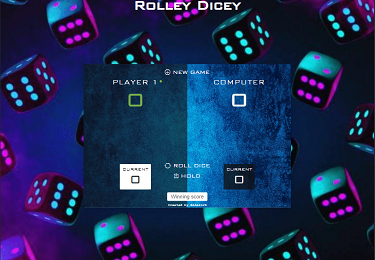 ROLLEY DICEY
NEW GAME
PLAYER 1
COMPUTER
CURRENT
CURRENT
ROLL DICE
HOLD
Winning score